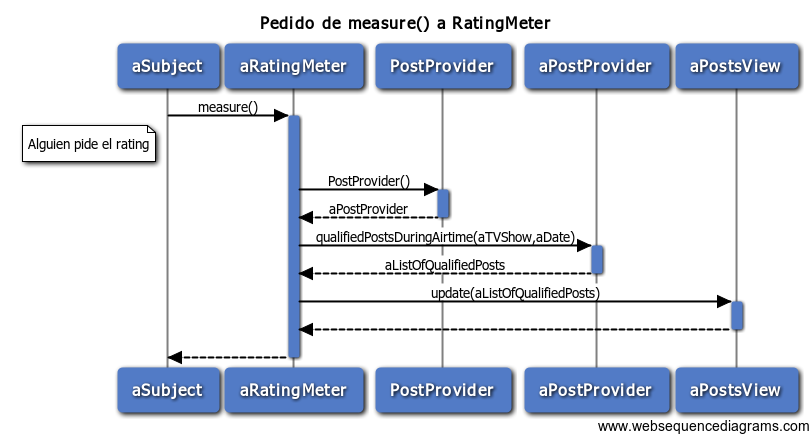 Pedido de measure() a RatingMeter
aSubject
aRatingMeter
PostProvider
aPostProvider
aPostsView
measure()
Alguien pide el rating
PostProvider()
aPostProvider
qualifiedPostsDuringAirtime(aTVShow,aDate)
aListOfQualifiedPosts
update(aListOfQualifiedPosts)
aSubject
aRatingMeter
PostProvider
aPostProvider
aPostsView
www.websequencediagrams.com